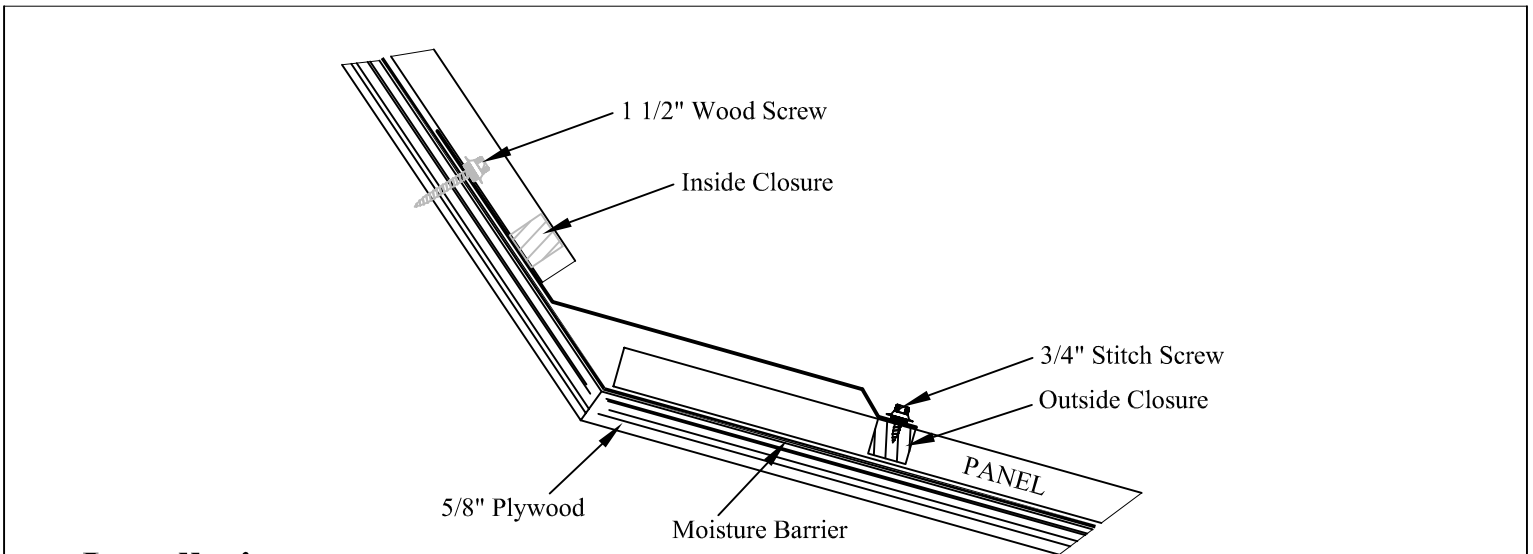 1 1/2" Wood Screw
Inside Closure
3/4" Stitch Screw
Outside Closure
PANEL
5/8" Plywood
Moisture Barrier